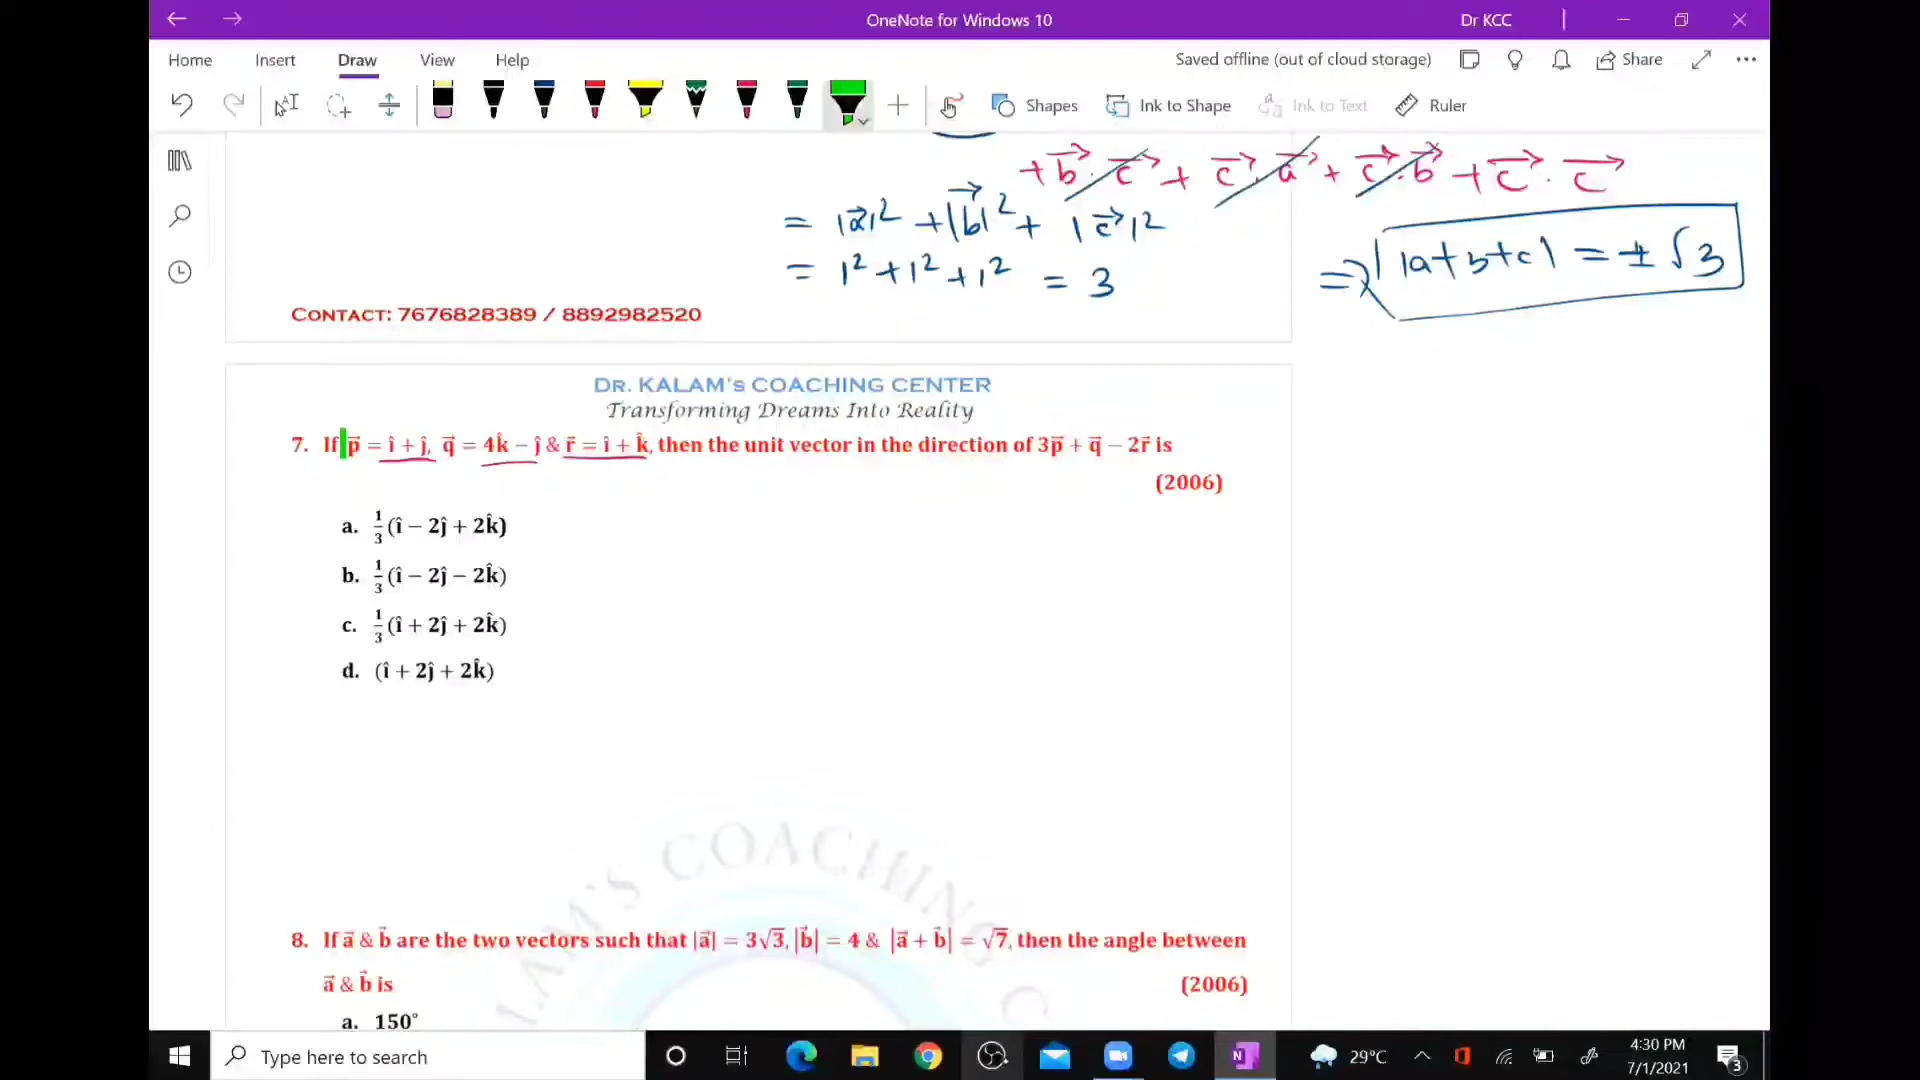 OneNote for Windows 10
Dr KCC
Home Insert Draw View Help
Saved offline (out of cloud storage)
Share
Shapes
Ink to Shape
Ink to Text
Ruler
+ b⃗ · c⃗ + c⃗ · a⃗ + c⃗ · b⃗ + c⃗ · c⃗
= |a⃗|² + |b⃗|² + |c⃗|²
= 1² + 1² + 1² = 3
⇒ |a+b+c| = ± √3
CONTACT: 7676828389 / 8892982520
DR. KALAM's COACHING CENTER
Transforming Dreams Into Reality
7. If p⃗ = î + ĵ, q⃗ = 4k̂ − ĵ & r⃗ = î + k̂, then the unit vector in the direction of 3p⃗ + q⃗ − 2r⃗ is
(2006)
a. 1/3 (î − 2ĵ + 2k̂)
b. 1/3 (î − 2ĵ − 2k̂)
c. 1/3 (î + 2ĵ + 2k̂)
d. (î + 2ĵ + 2k̂)
LAM'S COACHING C
8. If a⃗ & b⃗ are the two vectors such that |a⃗| = 3√3, |b⃗| = 4 & |a⃗ + b⃗| = √7, then the angle between
a⃗ & b⃗ is (2006)
a. 150°
Type here to search
29°C
4:30 PM
7/1/2021
3